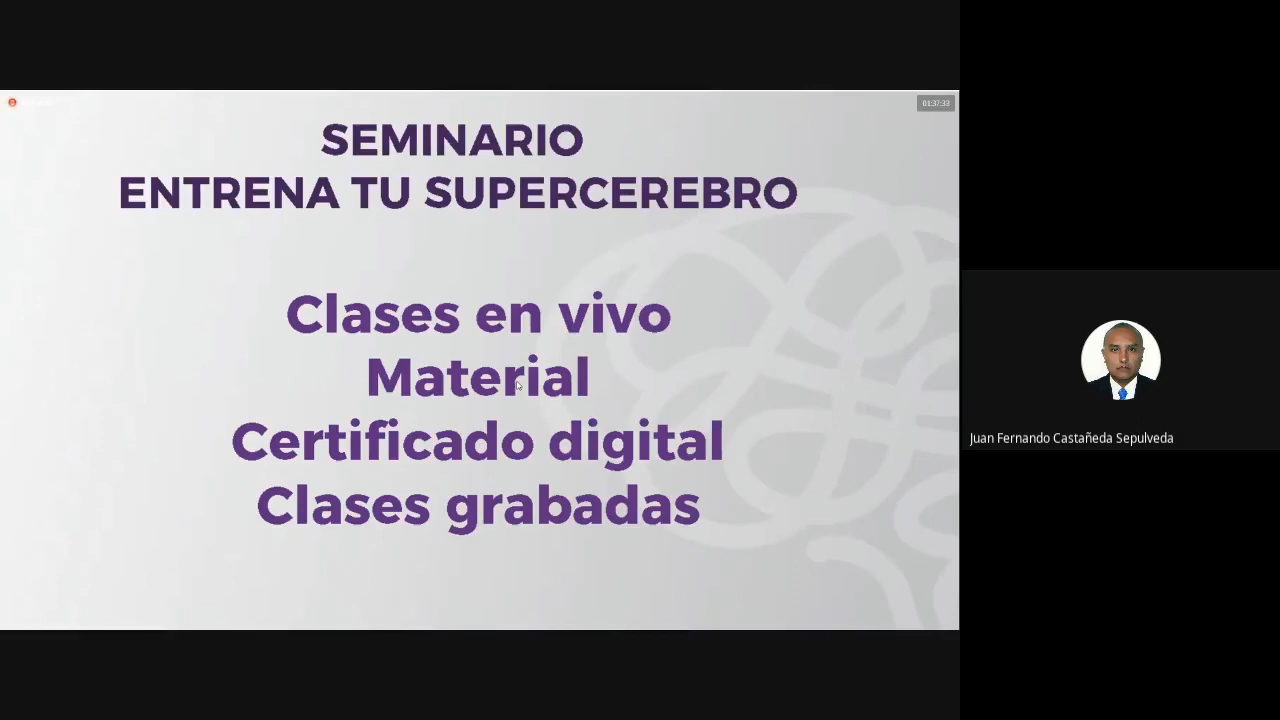 01:37:33
SEMINARIO
ENTRENA TU SUPERCEREBRO
Clases en vivo
Material
Certificado digital
Clases grabadas
Juan Fernando Castañeda Sepulveda